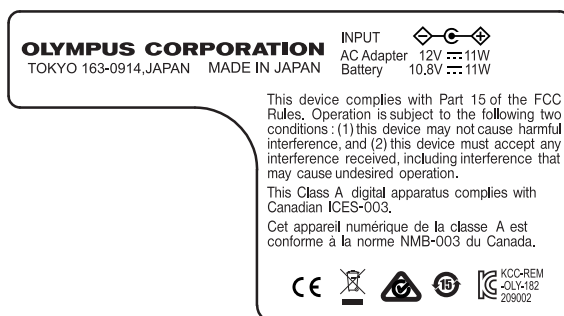 OLYMPUS CORPORATION
TOKYO 163-0914,JAPAN MADE IN JAPAN
INPUT
AC Adapter 12V 11W
Battery 10.8V 11W
This device complies with Part 15 of the FCC
Rules. Operation is subject to the following two
conditions : (1) this device may not cause harmful
interference, and (2) this device must accept any
interference received, including interference that
may cause undesired operation.
This Class A digital apparatus complies with
Canadian ICES-003.
Cet appareil numérique de la classe A est
conforme à la norme NMB-003 du Canada.
CE
15
KCC-REM
-OLY-182
209002